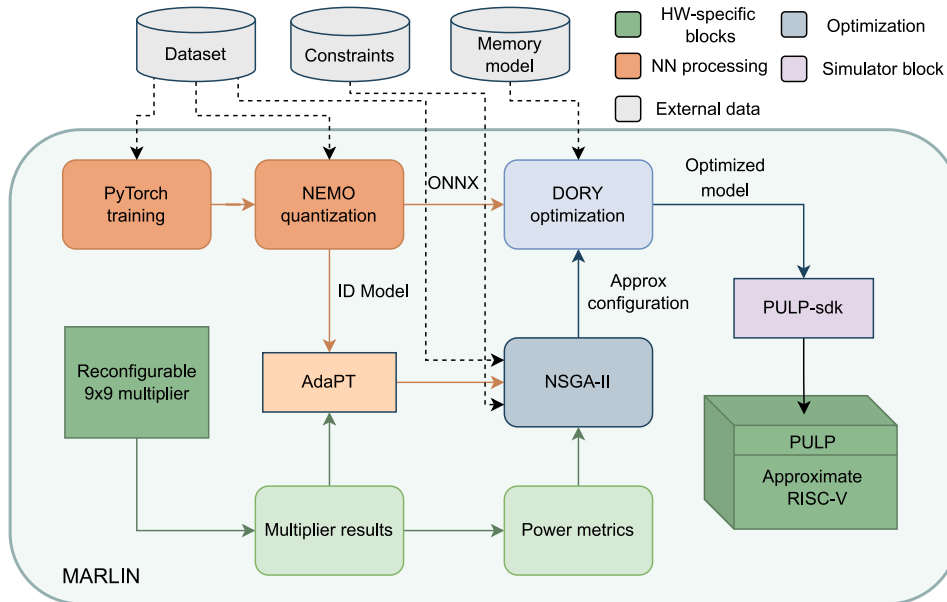 Dataset
Constraints
Memory
model
HW-specific
blocks
Optimization
NN processing
Simulator block
External data
PyTorch
training
NEMO
quantization
ONNX
DORY
optimization
Optimized
model
ID Model
Approx
configuration
PULP-sdk
Reconfigurable
9x9 multiplier
AdaPT
NSGA-II
PULP
Approximate
RISC-V
Multiplier results
Power metrics
MARLIN